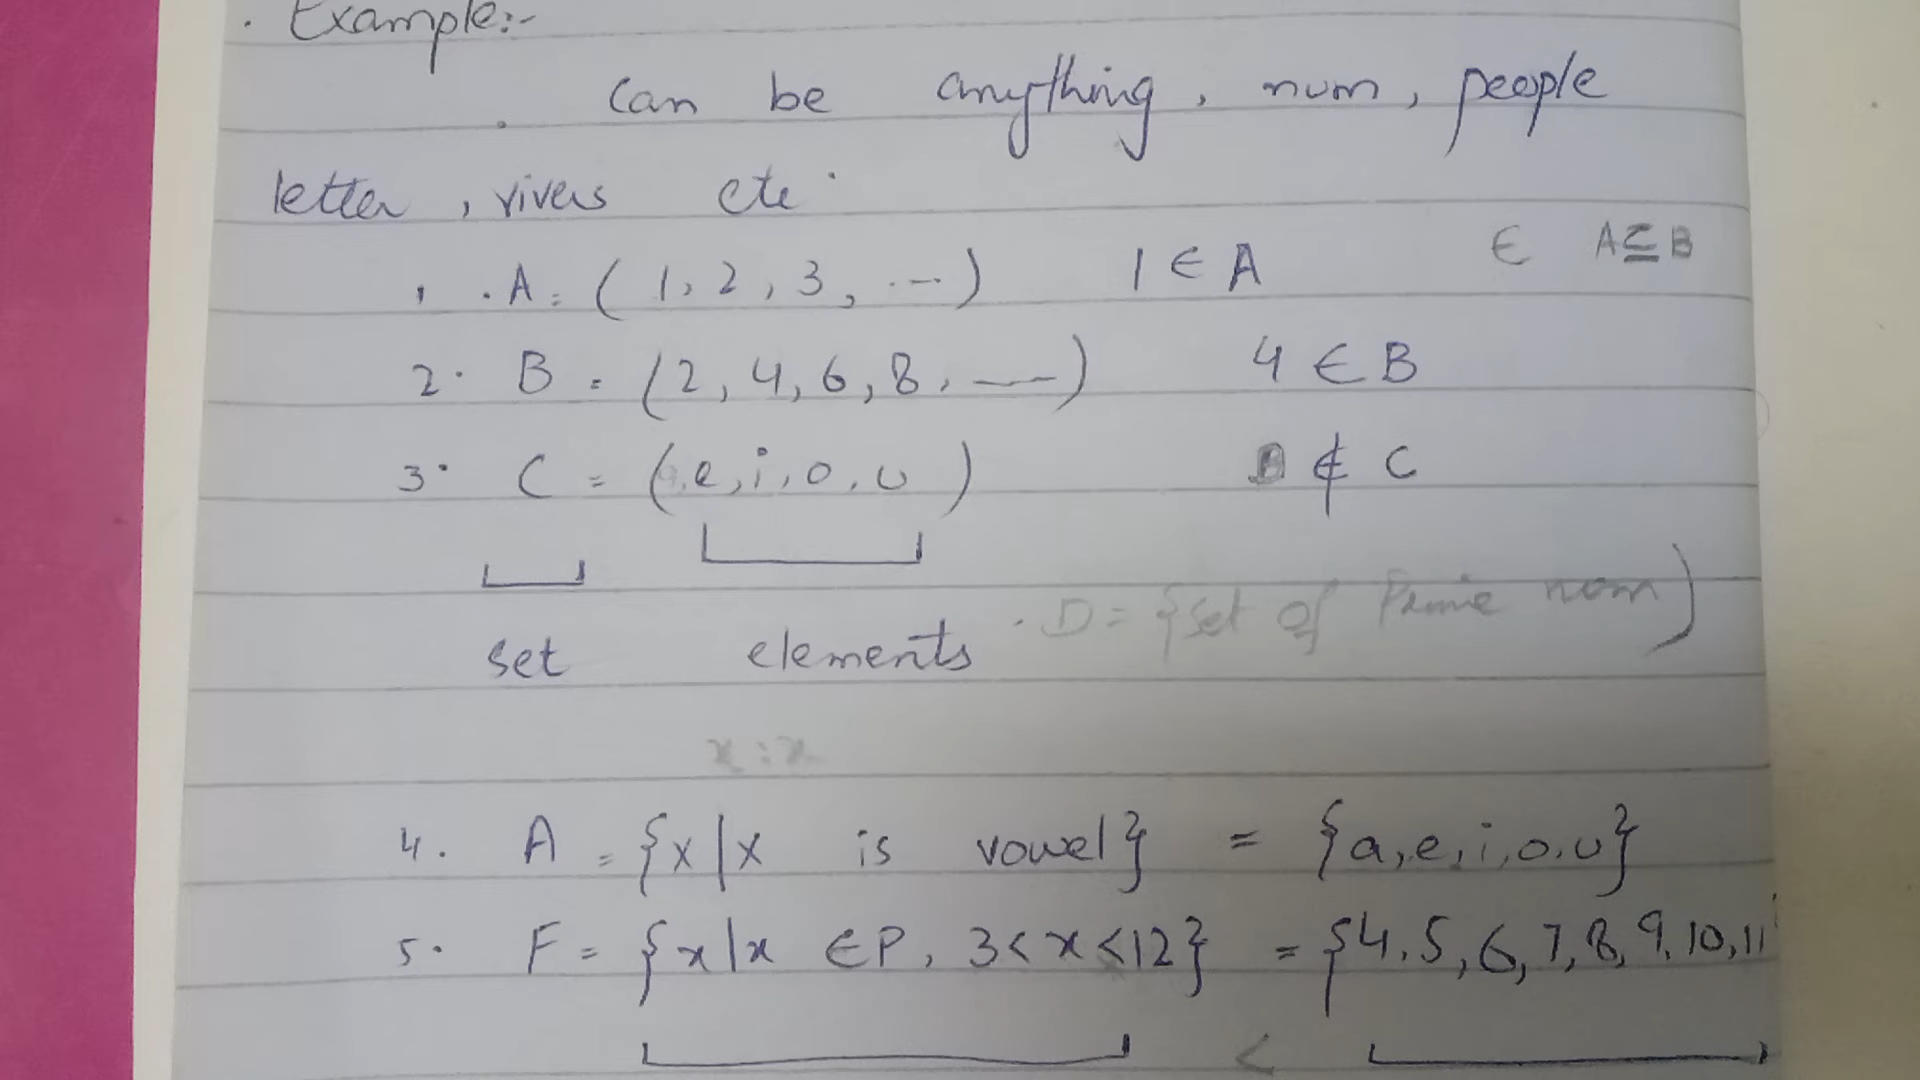 . Example:-
. Can be anything, num, people
letter, rivers etc.
1. A = ( 1, 2, 3, ... ) 1 ∈ A ∈ A ⊆ B
2. B = (2, 4, 6, 8, ——) 4 ∈ B
3. C = (a, e, i, o, u ) ∉ C
set elements . D = {set of Prime num)
x : x
4. A = {x | x is vowel} = {a, e, i, o, u}
5. F = {x | x ∈ P, 3 < x < 12} = {4, 5, 6, 7, 8, 9, 10, 11
<